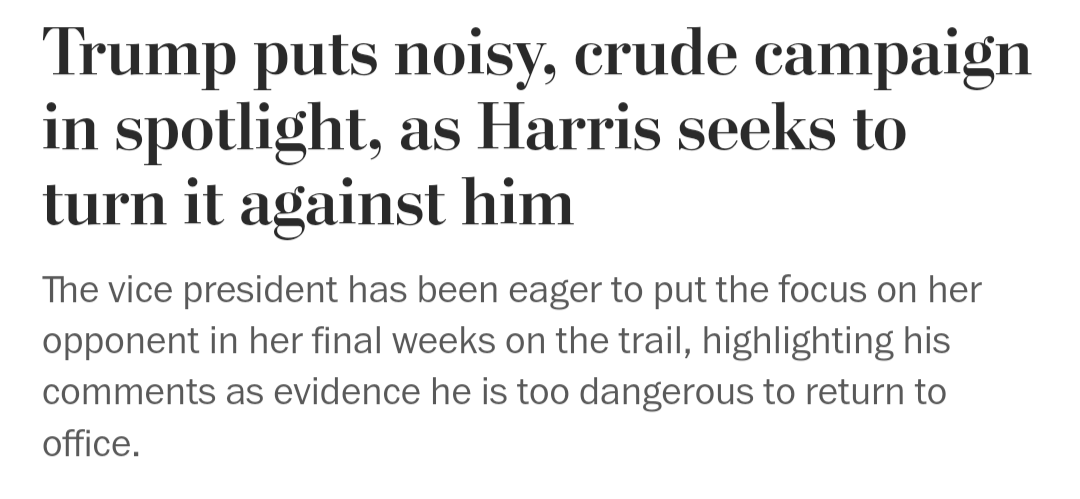 Trump puts noisy, crude campaign
in spotlight, as Harris seeks to
turn it against him
The vice president has been eager to put the focus on her
opponent in her final weeks on the trail, highlighting his
comments as evidence he is too dangerous to return to
office.